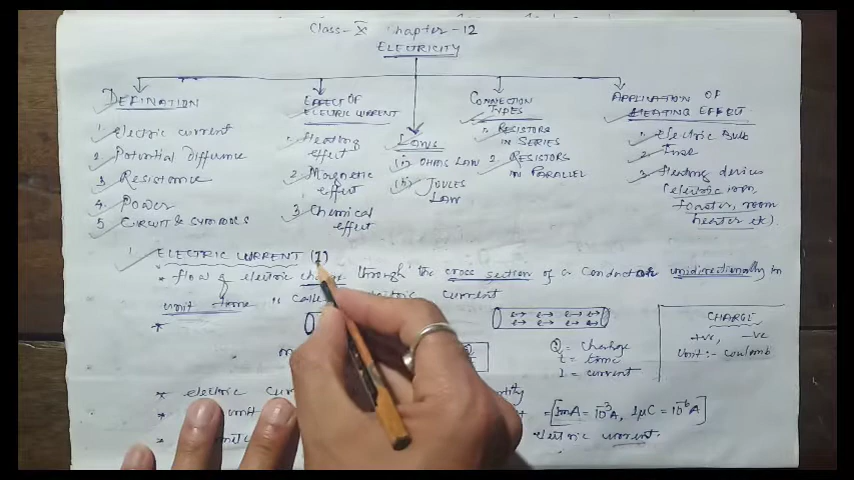 Class-X Chapter-12
ELECTRICITY
DEFINATION
1. Electric current
2. Potential difference
3. Resistance
4. Power
5. CIRCUIT & SYMBOLS
EFFECT OF
ELECTRIC CURRENT
1. Heating
effect
2. Magnetic
effect
3. Chemical
effect
LAWS
(i) OHMS LAW
(ii) JOULES
LAW
CONNECTION
TYPES
1. RESISTORS
IN SERIES
2. RESISTORS
IN PARALLEL
APPLICATION OF
HEATING EFFECT
1. Electric Bulb
2. Fuse
3. Heating devices
(electric iron,
toaster, room
heater etc)
1. ELECTRIC CURRENT (I)
* flow of electric charge through the cross section of a conductor unidirectionally in
unit time is electric current
*
Q = charge
t = time
I = current
CHARGE
+ve, -ve
Unit :- coulomb
* electric
* unit = [1mA = 10⁻³A, 1μC = 10⁻⁶A]
* electric current.